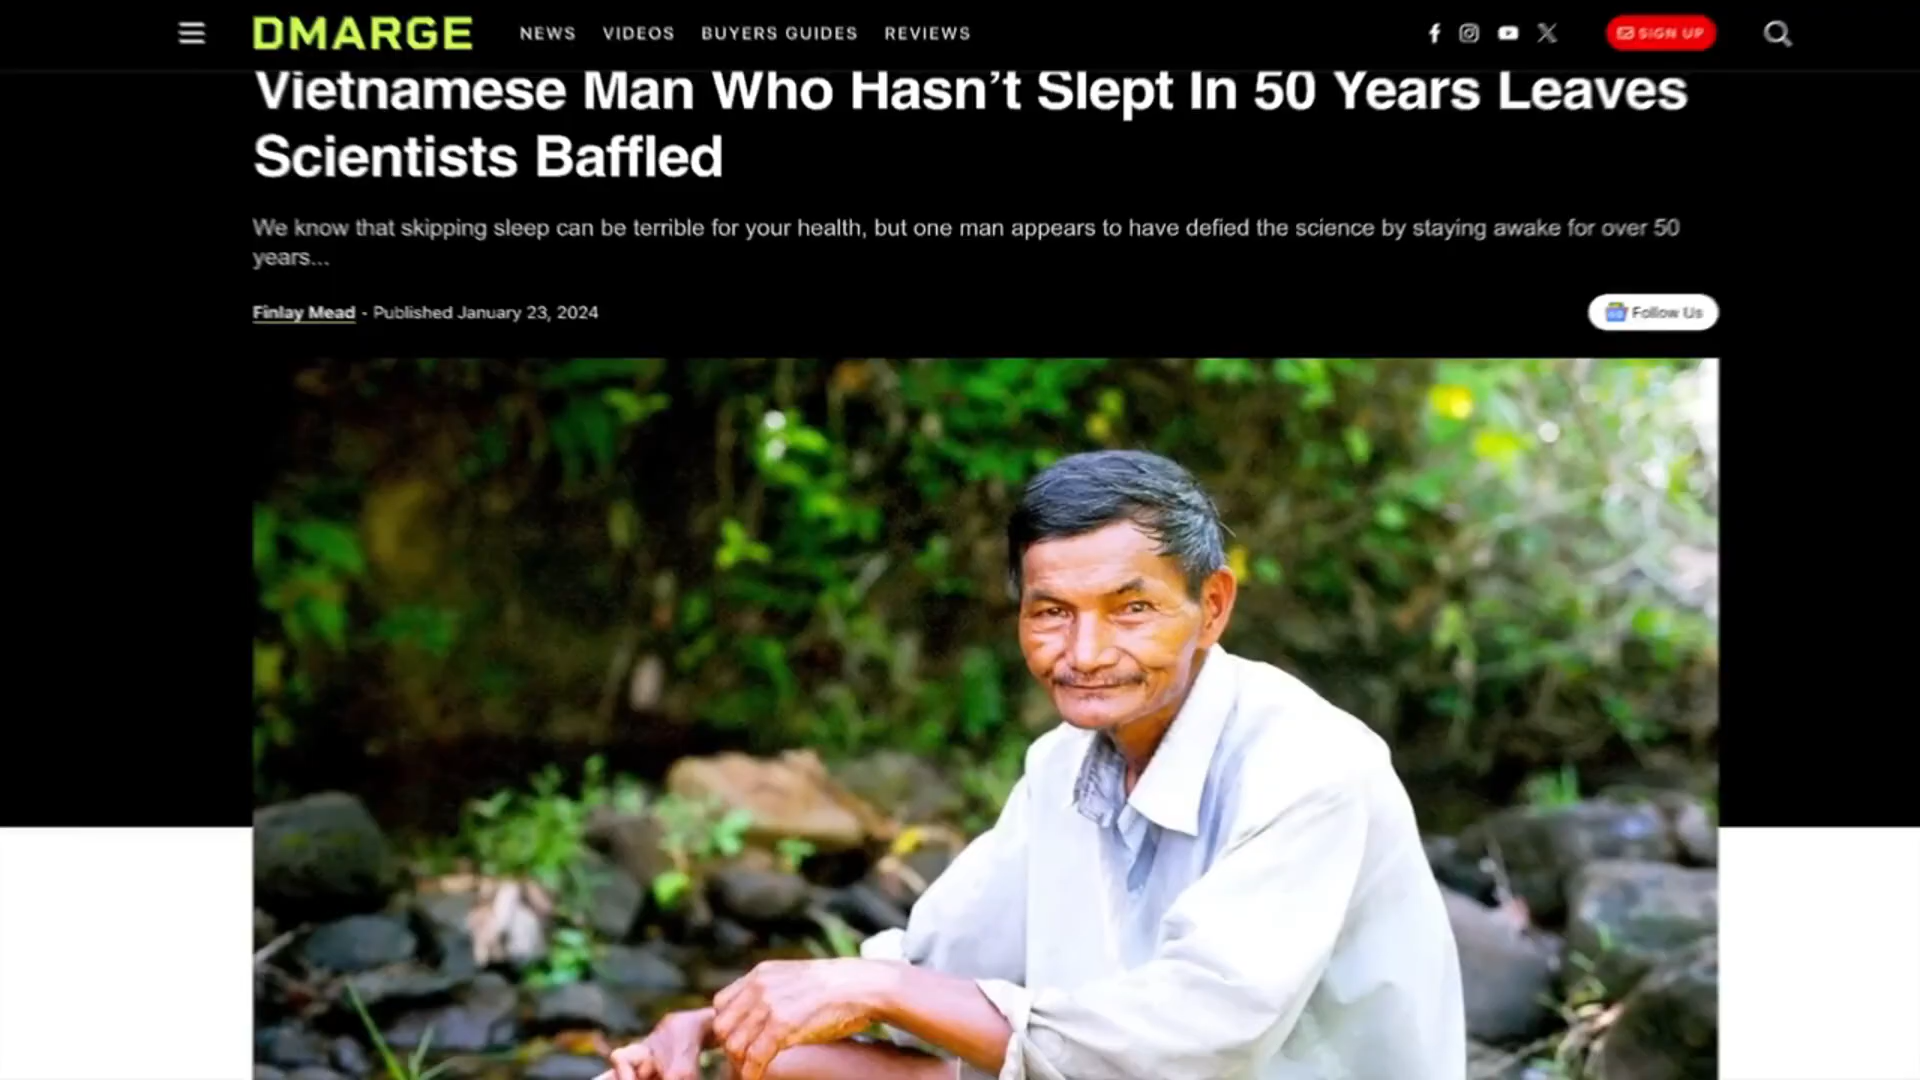 DMARGE NEWS VIDEOS BUYERS GUIDES REVIEWS SIGN UP
Vietnamese Man Who Hasn’t Slept In 50 Years Leaves
Scientists Baffled
We know that skipping sleep can be terrible for your health, but one man appears to have defied the science by staying awake for over 50
years...
Finlay Mead - Published January 23, 2024
Follow Us